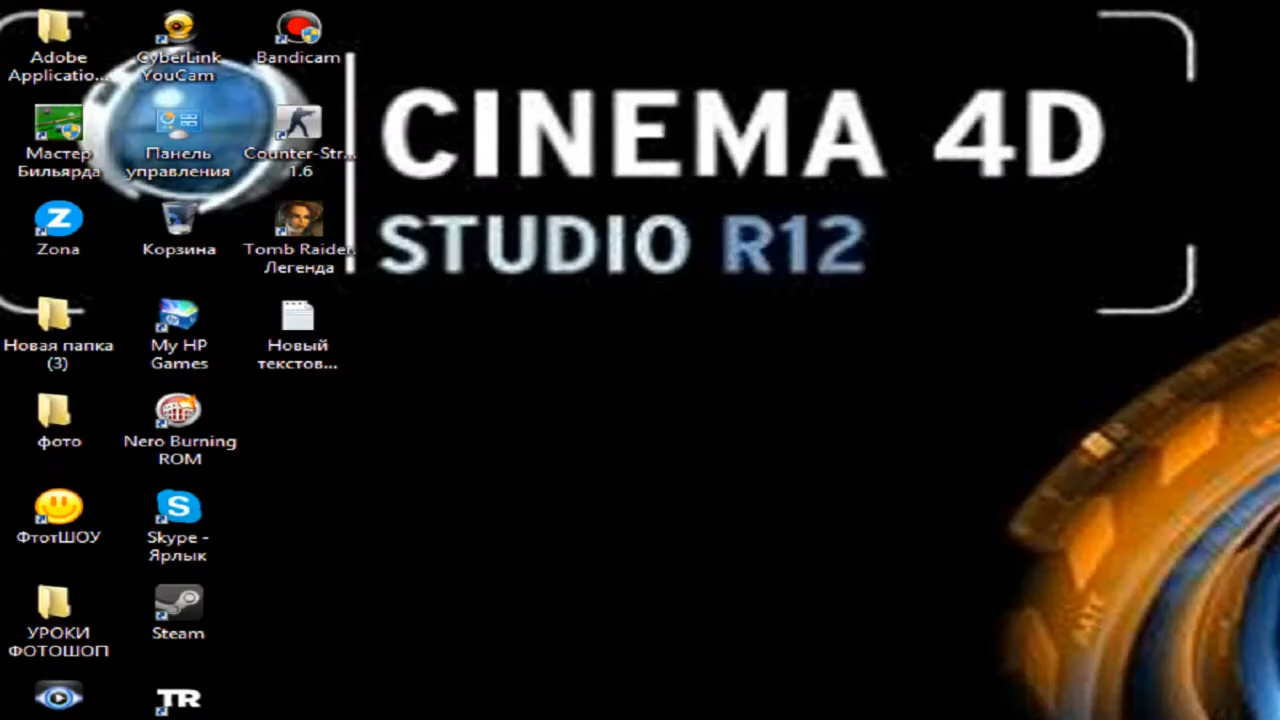 Adobe
Applicatio...
CyberLink
YouCam
Bandicam
CINEMA 4D
STUDIO R12
Мастер
Бильярда
Панель
управления
Counter-Str...
1.6
Z
Zona
Корзина
Tomb Raider.
Легенда
Новая папка
(3)
My HP
Games
Новый
текстов...
фото
Nero Burning
ROM
ФтотШОУ
S
Skype -
Ярлык
УРОКИ
ФОТОШОП
Steam
TR